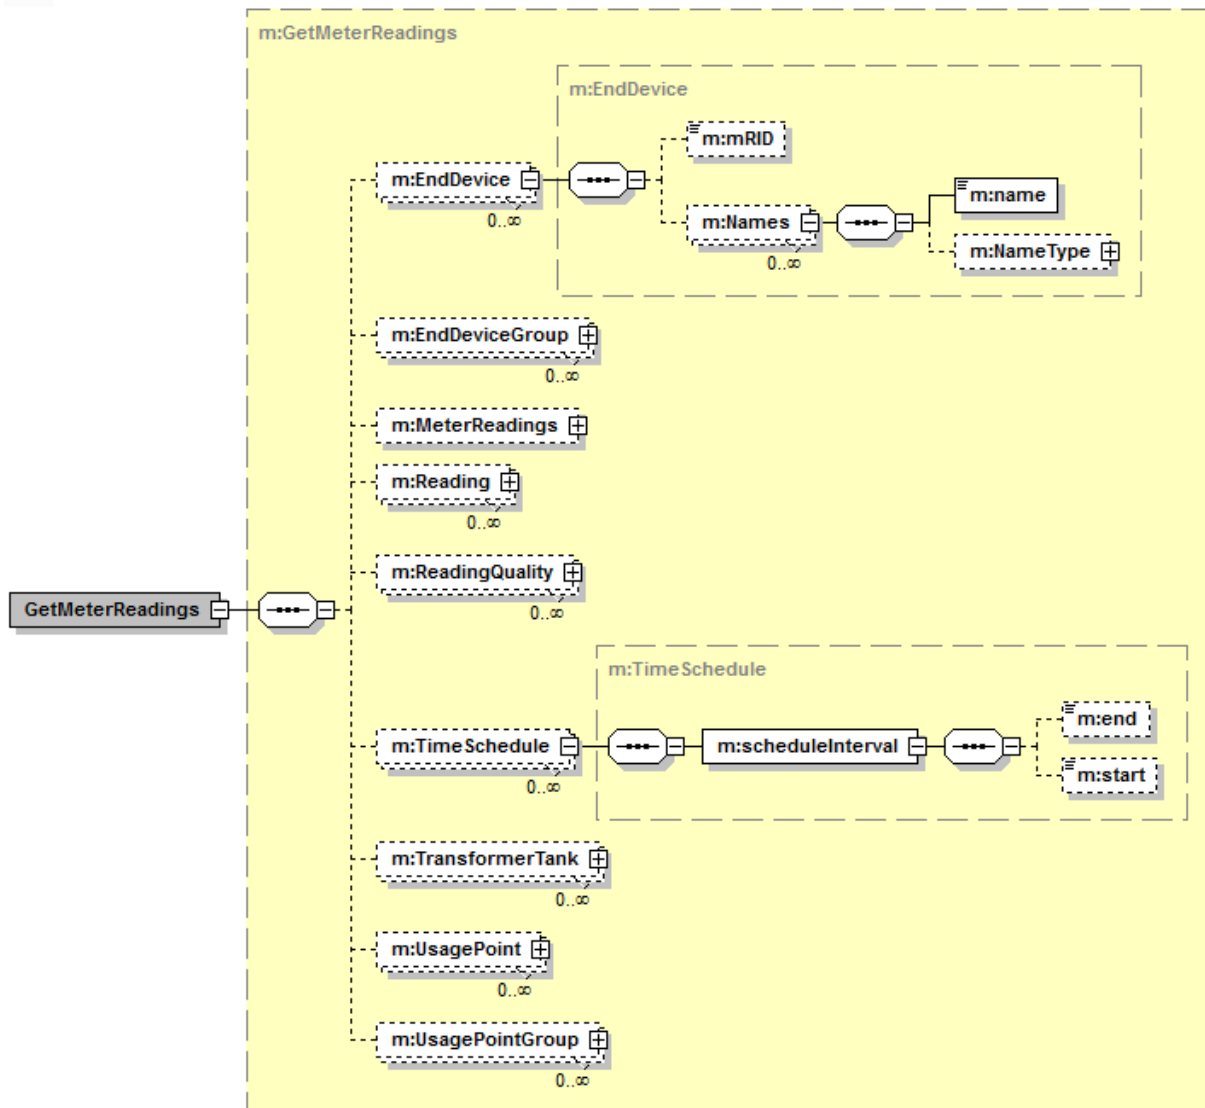 m:GetMeterReadings
m:EndDevice
m:mRID
m:EndDevice
0..∞
m:name
m:Names
0..∞
m:NameType
m:EndDeviceGroup
0..∞
m:MeterReadings
m:Reading
0..∞
m:ReadingQuality
0..∞
GetMeterReadings
m:TimeSchedule
m:end
m:TimeSchedule
0..∞
m:scheduleInterval
m:start
m:TransformerTank
0..∞
m:UsagePoint
0..∞
m:UsagePointGroup
0..∞